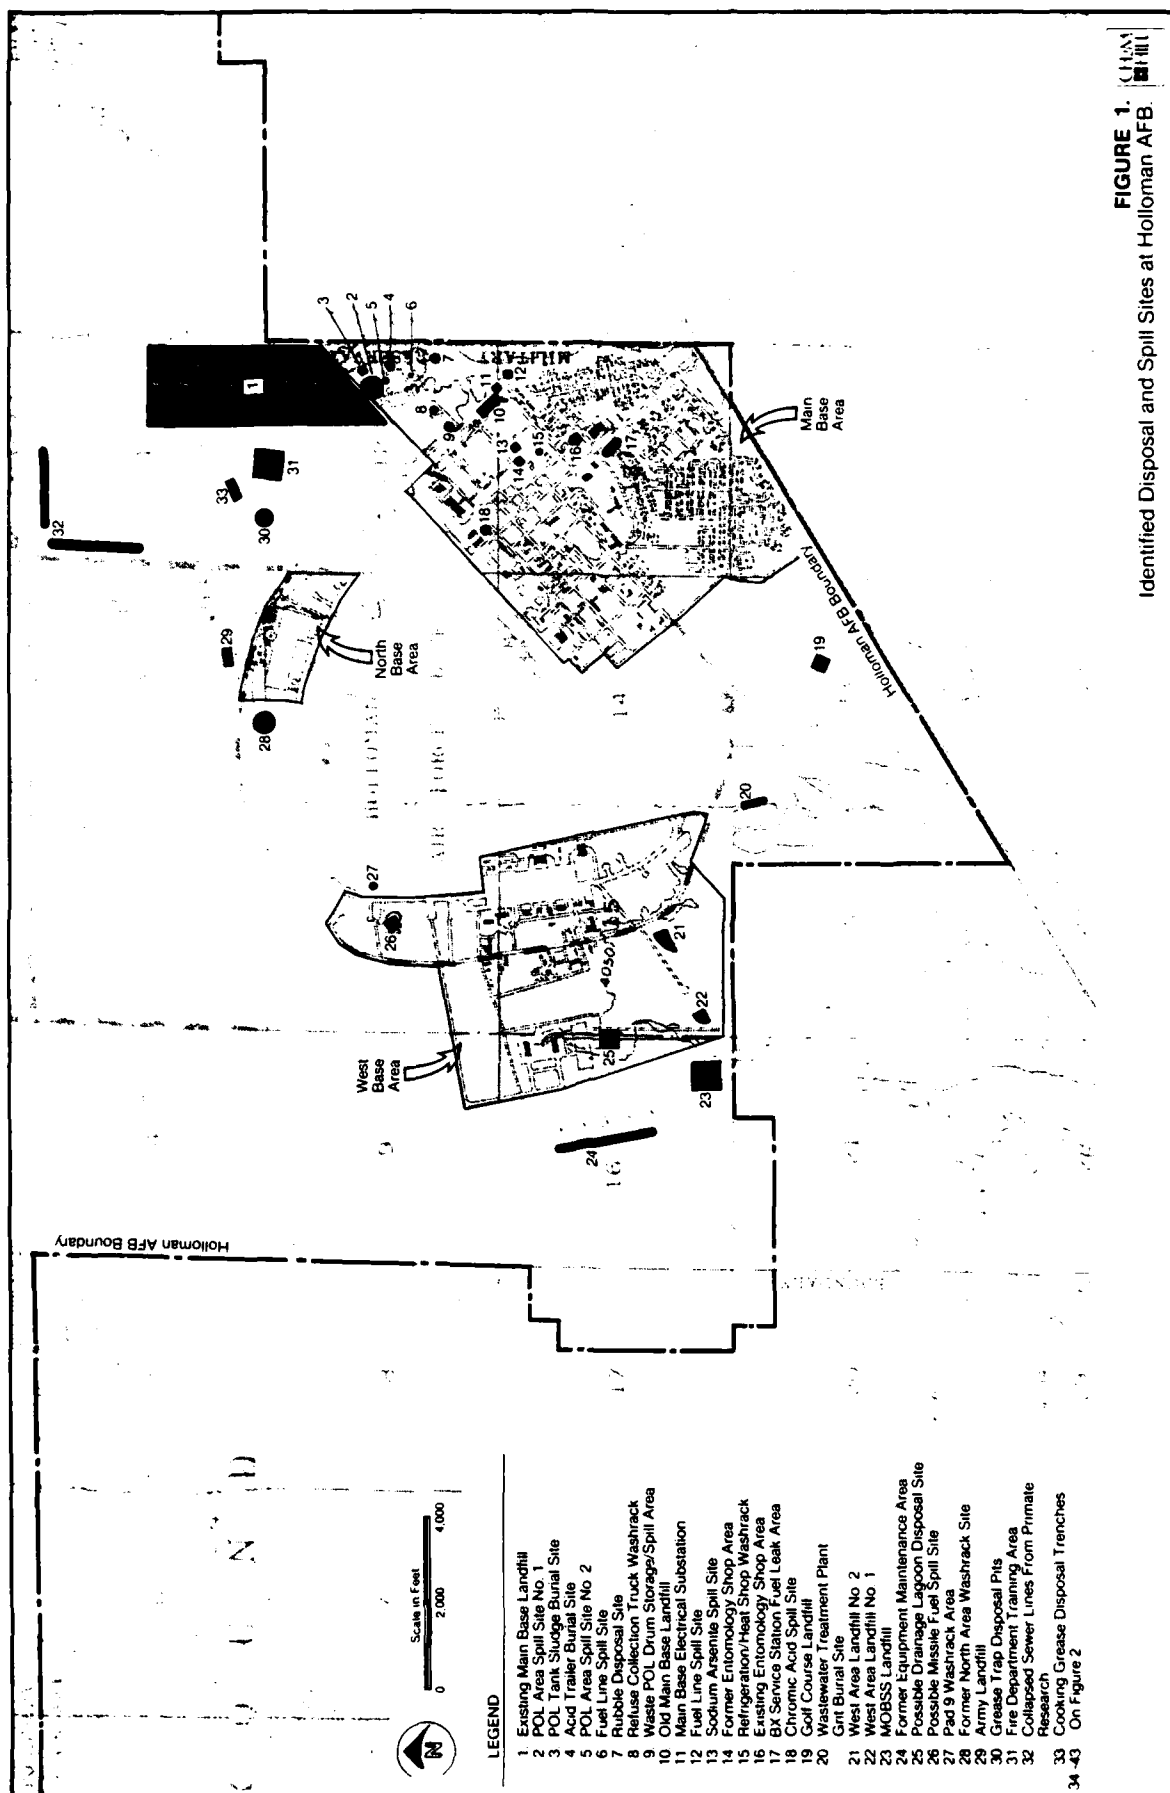 FIGURE 1.
Identified Disposal and Spill Sites at Holloman AFB.
CH2M
HILL
Holloman AFB Boundary
1
3
2
5
4
6
MILITARY
8
9
11
12
10
13
14
15
16
17
18
Main
Base
Area
32
33
31
30
29
28
North
Base
Area
HOLLOMAN
AIR FORCE
14
19
Holloman AFB Boundary
20
27
26
21
4050
22
25
23
West
Base
Area
24
9
16
17
Scale in Feet
0
2,000
4,000
N
LEGEND
1. Existing Main Base Landfill
2 POL Area Spill Site No. 1
3 POL Tank Sludge Burial Site
4 Acid Trailer Burial Site
5 POL Area Spill Site No 2
6 Fuel Line Spill Site
7 Rubble Disposal Site
8 Refuse Collection Truck Washrack
9. Waste POL Drum Storage/Spill Area
10 Old Main Base Landfill
11 Main Base Electrical Substation
12 Fuel Line Spill Site
13 Sodium Arsenite Spill Site
14 Former Entomology Shop Area
15 Refrigeration/Heat Shop Washrack
16 Existing Entomology Shop Area
17 BX Service Station Fuel Leak Area
18 Chromic Acid Spill Site
19 Golf Course Landfill
20 Wastewater Treatment Plant
Grit Burial Site
21 West Area Landfill No 2
22 West Area Landfill No 1
23 MOBSS Landfill
24 Former Equipment Maintenance Area
25 Possible Drainage Lagoon Disposal Site
26 Possible Missile Fuel Spill Site
27 Pad 9 Washrack Area
28 Former North Area Washrack Site
29 Army Landfill
30 Grease Trap Disposal Pits
31 Fire Department Training Area
32 Collapsed Sewer Lines From Primate
Research
33 Cooking Grease Disposal Trenches
34 -43 On Figure 2